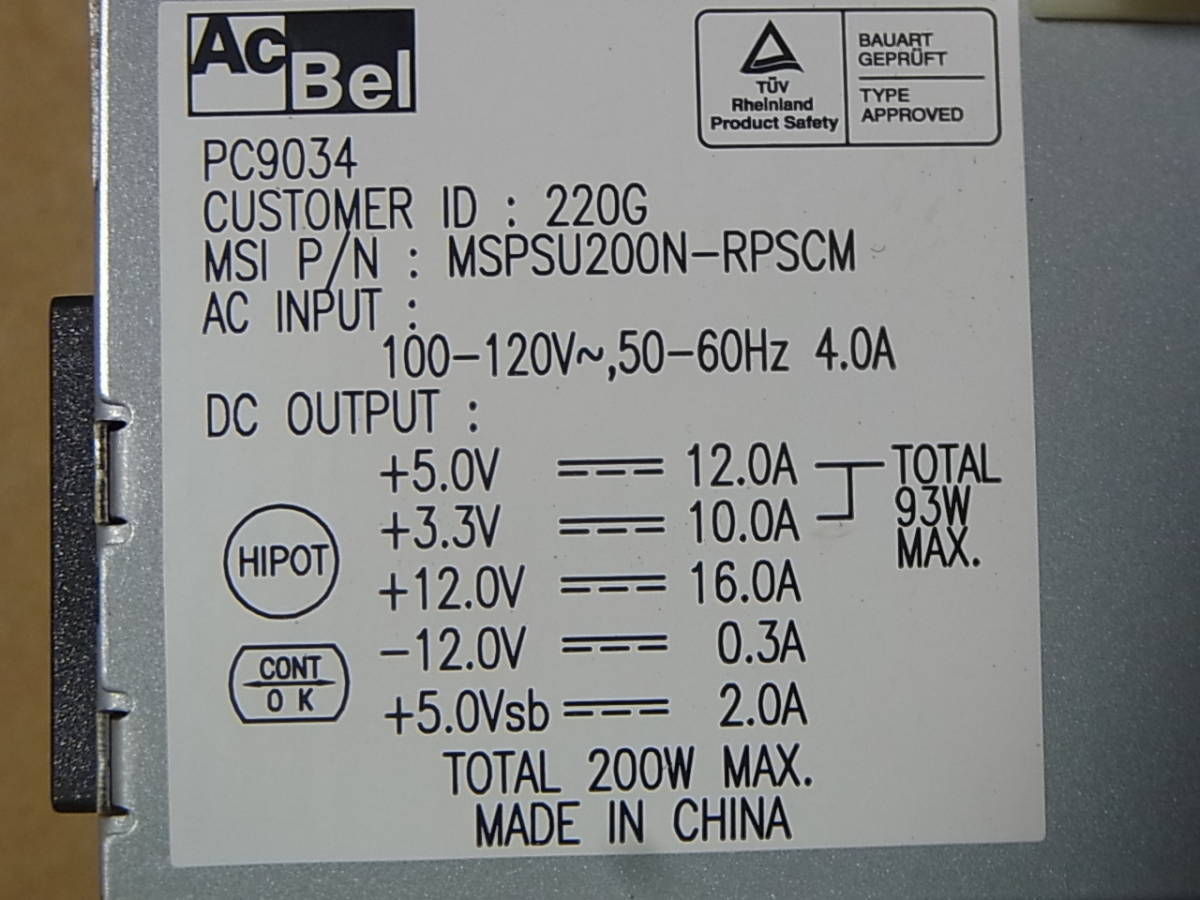 AcBel
TÜV
Rheinland
Product Safety
BAUART
GEPRÜFT
TYPE
APPROVED
PC9034
CUSTOMER ID : 220G
MSI P/N : MSPSU200N-RPSCM
AC INPUT :
100-120V~,50-60Hz 4.0A
DC OUTPUT :
+5.0V 12.0A
+3.3V 10.0A
TOTAL
93W
MAX.
+12.0V 16.0A
-12.0V 0.3A
+5.0Vsb 2.0A
HIPOT
CONT
OK
TOTAL 200W MAX.
MADE IN CHINA